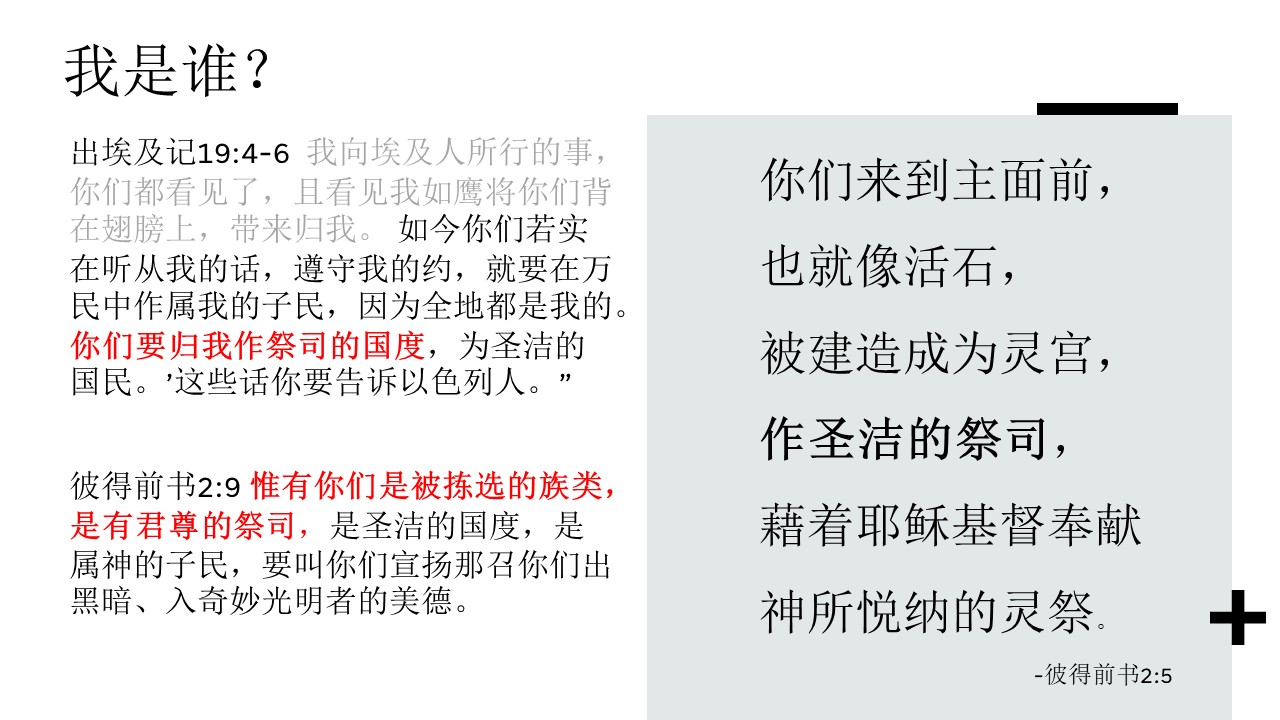 我是谁？
出埃及记19:4-6 我向埃及人所行的事，
你们都看见了，且看见我如鹰将你们背
在翅膀上，带来归我。 如今你们若实
在听从我的话，遵守我的约，就要在万
民中作属我的子民，因为全地都是我的。
你们要归我作祭司的国度，为圣洁的
国民。’这些话你要告诉以色列人。”
彼得前书2:9 惟有你们是被拣选的族类，
是有君尊的祭司，是圣洁的国度，是
属神的子民，要叫你们宣扬那召你们出
黑暗、入奇妙光明者的美德。
你们来到主面前，
也就像活石，
被建造成为灵宫，
作圣洁的祭司，
藉着耶稣基督奉献
神所悦纳的灵祭。
-彼得前书2:5